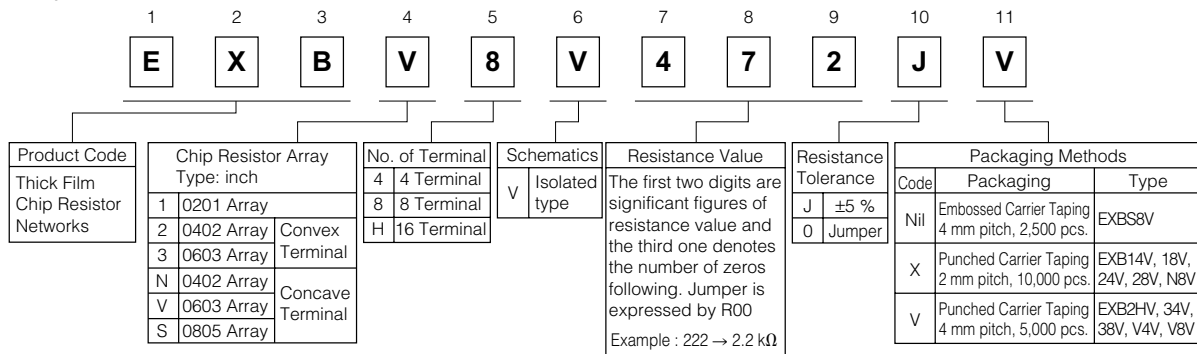 1 2 3 4 5 6 7 8 9 10 11
E X B V 8 V 4 7 2 J V
Product Code
Thick Film
Chip Resistor
Networks
Chip Resistor Array
Type: inch
1 0201 Array
2 0402 Array
3 0603 Array
Convex
Terminal
N 0402 Array
V 0603 Array
S 0805 Array
Concave
Terminal
No. of Terminal
4 4 Terminal
8 8 Terminal
H 16 Terminal
Schematics
V Isolated
type
Resistance Value
The first two digits are
significant figures of
resistance value and
the third one denotes
the number of zeros
following. Jumper is
expressed by R00
Example : 222 → 2.2 kΩ
Resistance
Tolerance
J ±5 %
0 Jumper
Packaging Methods
Code Packaging Type
Nil Embossed Carrier Taping
4 mm pitch, 2,500 pcs.
EXBS8V
X Punched Carrier Taping
2 mm pitch, 10,000 pcs.
EXB14V, 18V,
24V, 28V, N8V
V Punched Carrier Taping
4 mm pitch, 5,000 pcs.
EXB2HV, 34V,
38V, V4V, V8V